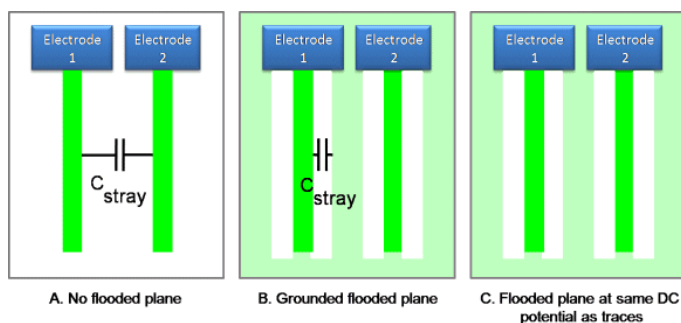 Electrode
1
Electrode
2
C
stray
A. No flooded plane
Electrode
1
Electrode
2
C
stray
B. Grounded flooded plane
Electrode
1
Electrode
2
C. Flooded plane at same DC
potential as traces